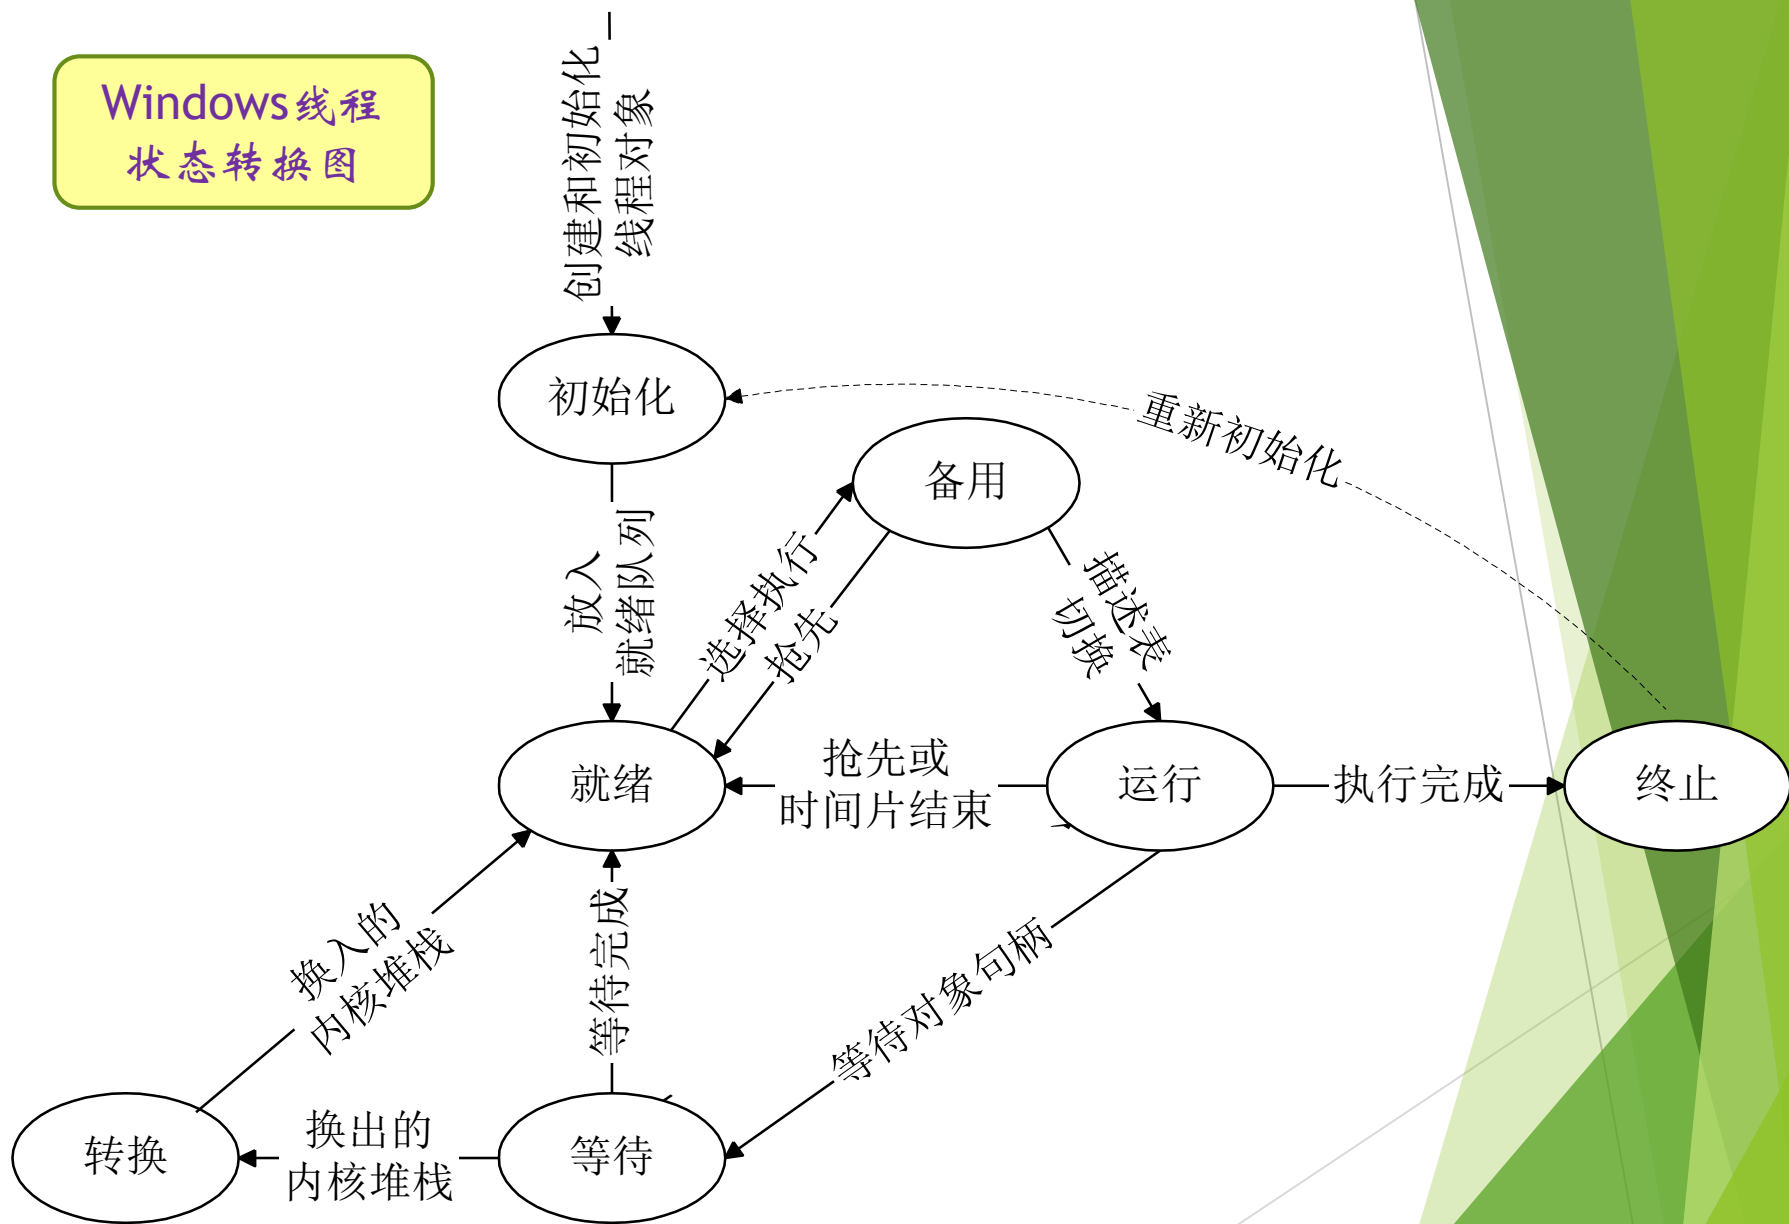 Windows线程
状态转换图
创建和初始化
线程对象
初始化
重新初始化
备用
放入
就绪队列
选择执行
抢先
描述表
切换
就绪
抢先或
时间片结束
运行
执行完成
终止
换入的
内核堆栈
等待完成
等待对象句柄
转换
换出的
内核堆栈
等待